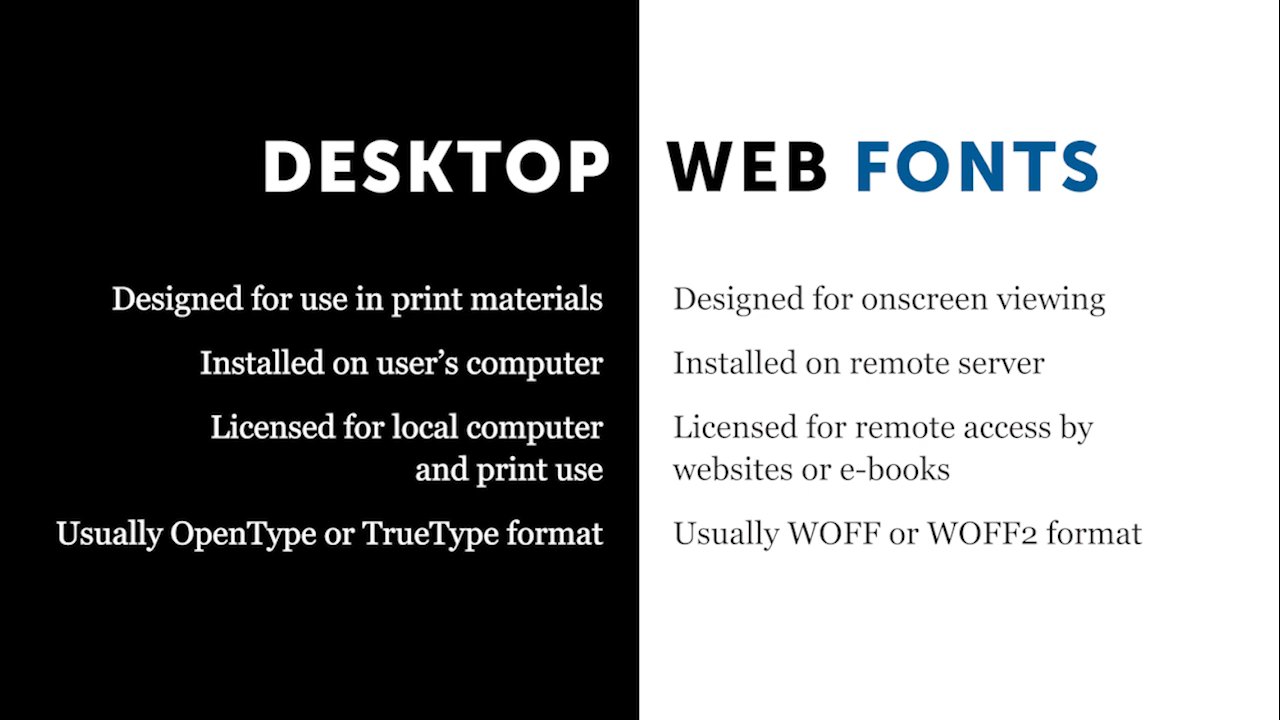 DESKTOP
Designed for use in print materials
Installed on user’s computer
Licensed for local computer
and print use
Usually OpenType or TrueType format
WEB FONTS
Designed for onscreen viewing
Installed on remote server
Licensed for remote access by
websites or e-books
Usually WOFF or WOFF2 format